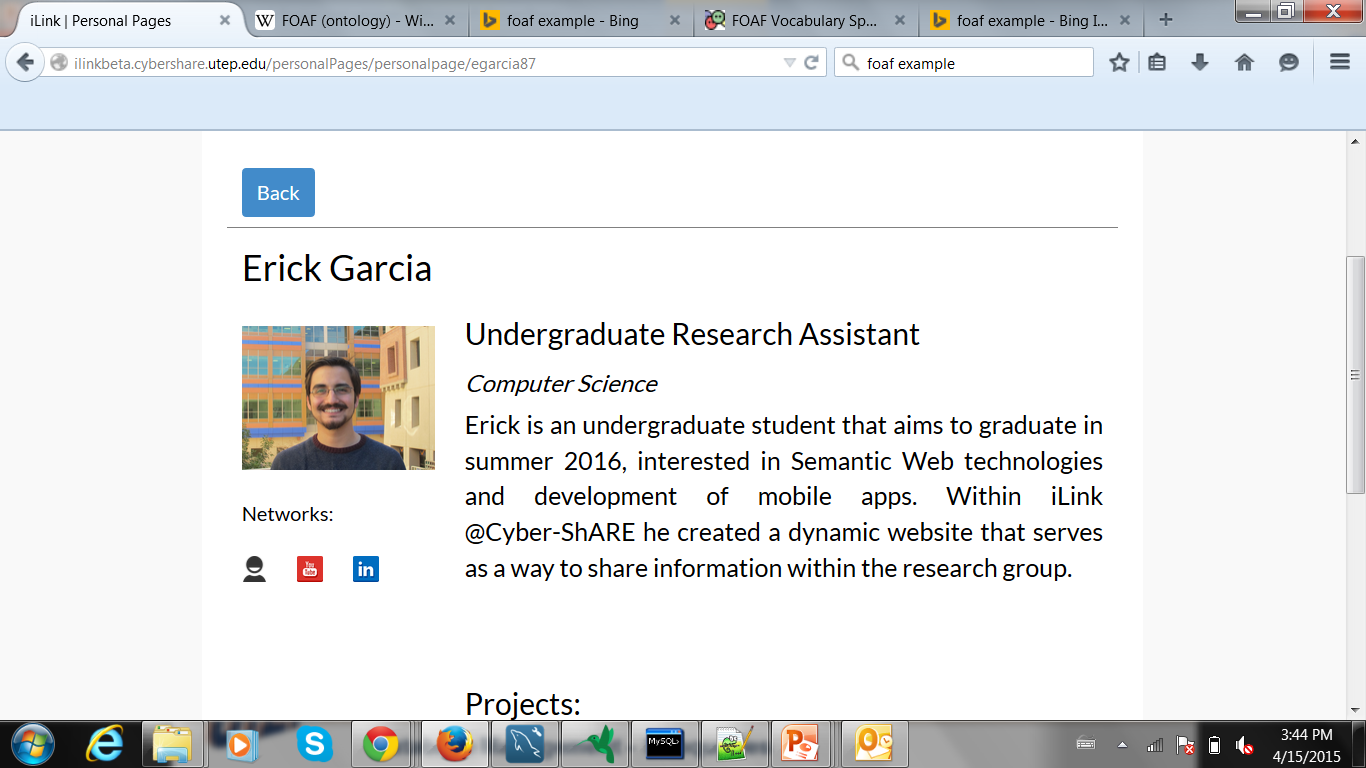 iLink | Personal Pages
FOAF (ontology) - Wi...
foaf example - Bing
FOAF Vocabulary Sp...
foaf example - Bing I...
ilinkbeta.cybershare.utep.edu/personalPages/personalpage/egarcia87
foaf example
Back
Erick Garcia
Undergraduate Research Assistant
Computer Science
Erick is an undergraduate student that aims to graduate in
summer 2016, interested in Semantic Web technologies
and development of mobile apps. Within iLink
@Cyber-ShARE he created a dynamic website that serves
as a way to share information within the research group.
Networks:
You Tube
in
Projects:
MySQL>
3:44 PM
4/15/2015